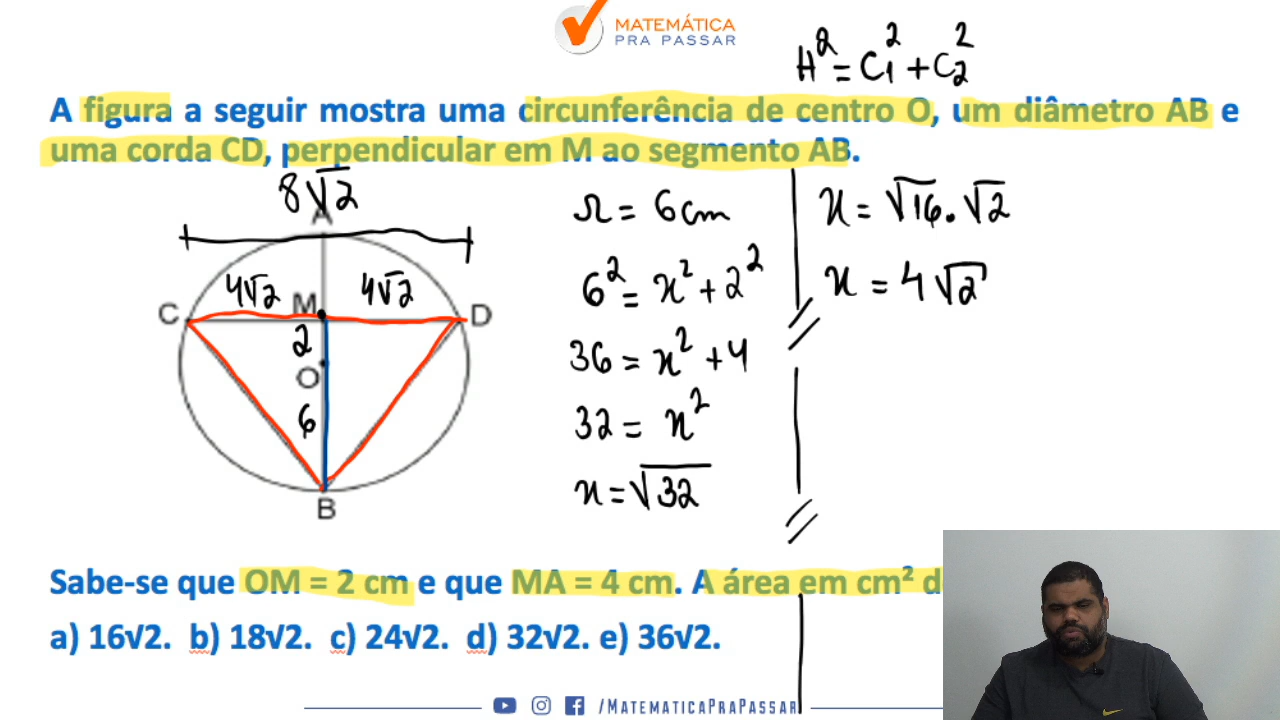 MATEMÁTICA
PRA PASSAR
H² = C₁² + C₂²
A figura a seguir mostra uma circunferência de centro O, um diâmetro AB e
uma corda CD, perpendicular em M ao segmento AB.
8√2
A
4√2 M 4√2
C D
2
O
6
B
r = 6cm
6² = x² + 2²
36 = x² + 4
32 = x²
x = √32
x = √16 . √2
x = 4√2
Sabe-se que OM = 2 cm e que MA = 4 cm. A área em cm² d
a) 16√2. b) 18√2. c) 24√2. d) 32√2. e) 36√2.
/MatematicaPraPassar